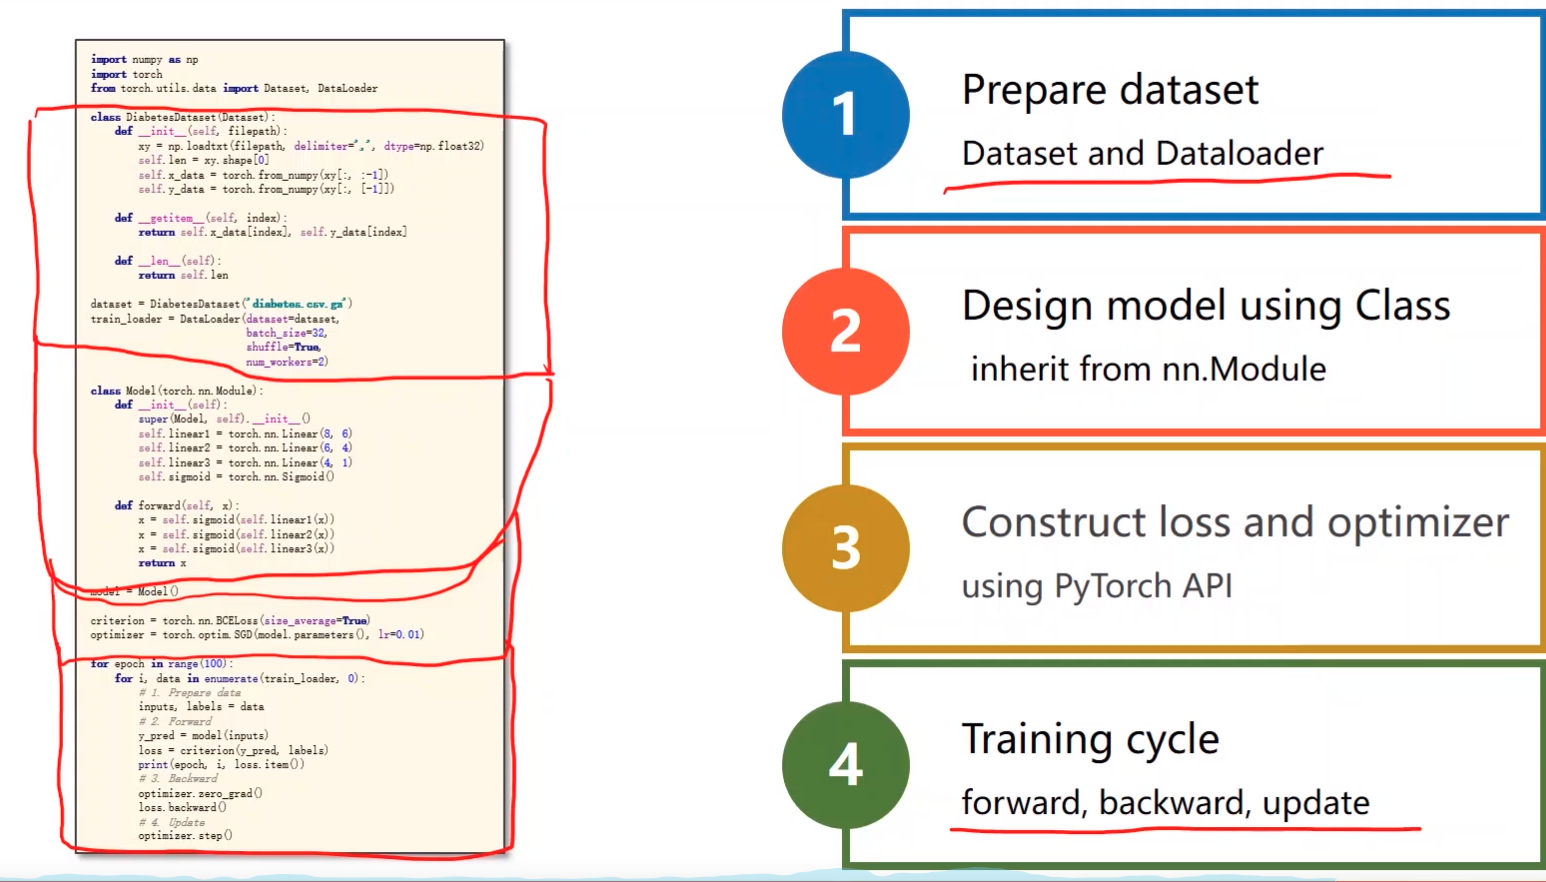 import numpy as np
import torch
from torch.utils.data import Dataset, DataLoader
class DiabetesDataset(Dataset):
    def __init__(self, filepath):
        xy = np.loadtxt(filepath, delimiter=",", dtype=np.float32)
        self.len = xy.shape[0]
        self.x_data = torch.from_numpy(xy[:, :-1])
        self.y_data = torch.from_numpy(xy[:, [-1]])
    def __getitem__(self, index):
        return self.x_data[index], self.y_data[index]
    def __len__(self):
        return self.len
dataset = DiabetesDataset("diabetes.csv.gz")
train_loader = DataLoader(dataset=dataset,
                          batch_size=32,
                          shuffle=True,
                          num_workers=2)
class Model(torch.nn.Module):
    def __init__(self):
        super(Model, self).__init__()
        self.linear1 = torch.nn.Linear(8, 6)
        self.linear2 = torch.nn.Linear(6, 4)
        self.linear3 = torch.nn.Linear(4, 1)
        self.sigmoid = torch.nn.Sigmoid()
    def forward(self, x):
        x = self.sigmoid(self.linear1(x))
        x = self.sigmoid(self.linear2(x))
        x = self.sigmoid(self.linear3(x))
        return x
model = Model()
criterion = torch.nn.BCELoss(size_average=True)
optimizer = torch.optim.SGD(model.parameters(), lr=0.01)
for epoch in range(100):
    for i, data in enumerate(train_loader, 0):
        # 1. Prepare data
        inputs, labels = data
        # 2. Forward
        y_pred = model(inputs)
        loss = criterion(y_pred, labels)
        print(epoch, i, loss.item())
        # 3. Backward
        optimizer.zero_grad()
        loss.backward()
        # 4. Update
        optimizer.step()
1
Prepare dataset
Dataset and Dataloader
2
Design model using Class
inherit from nn.Module
3
Construct loss and optimizer
using PyTorch API
4
Training cycle
forward, backward, update